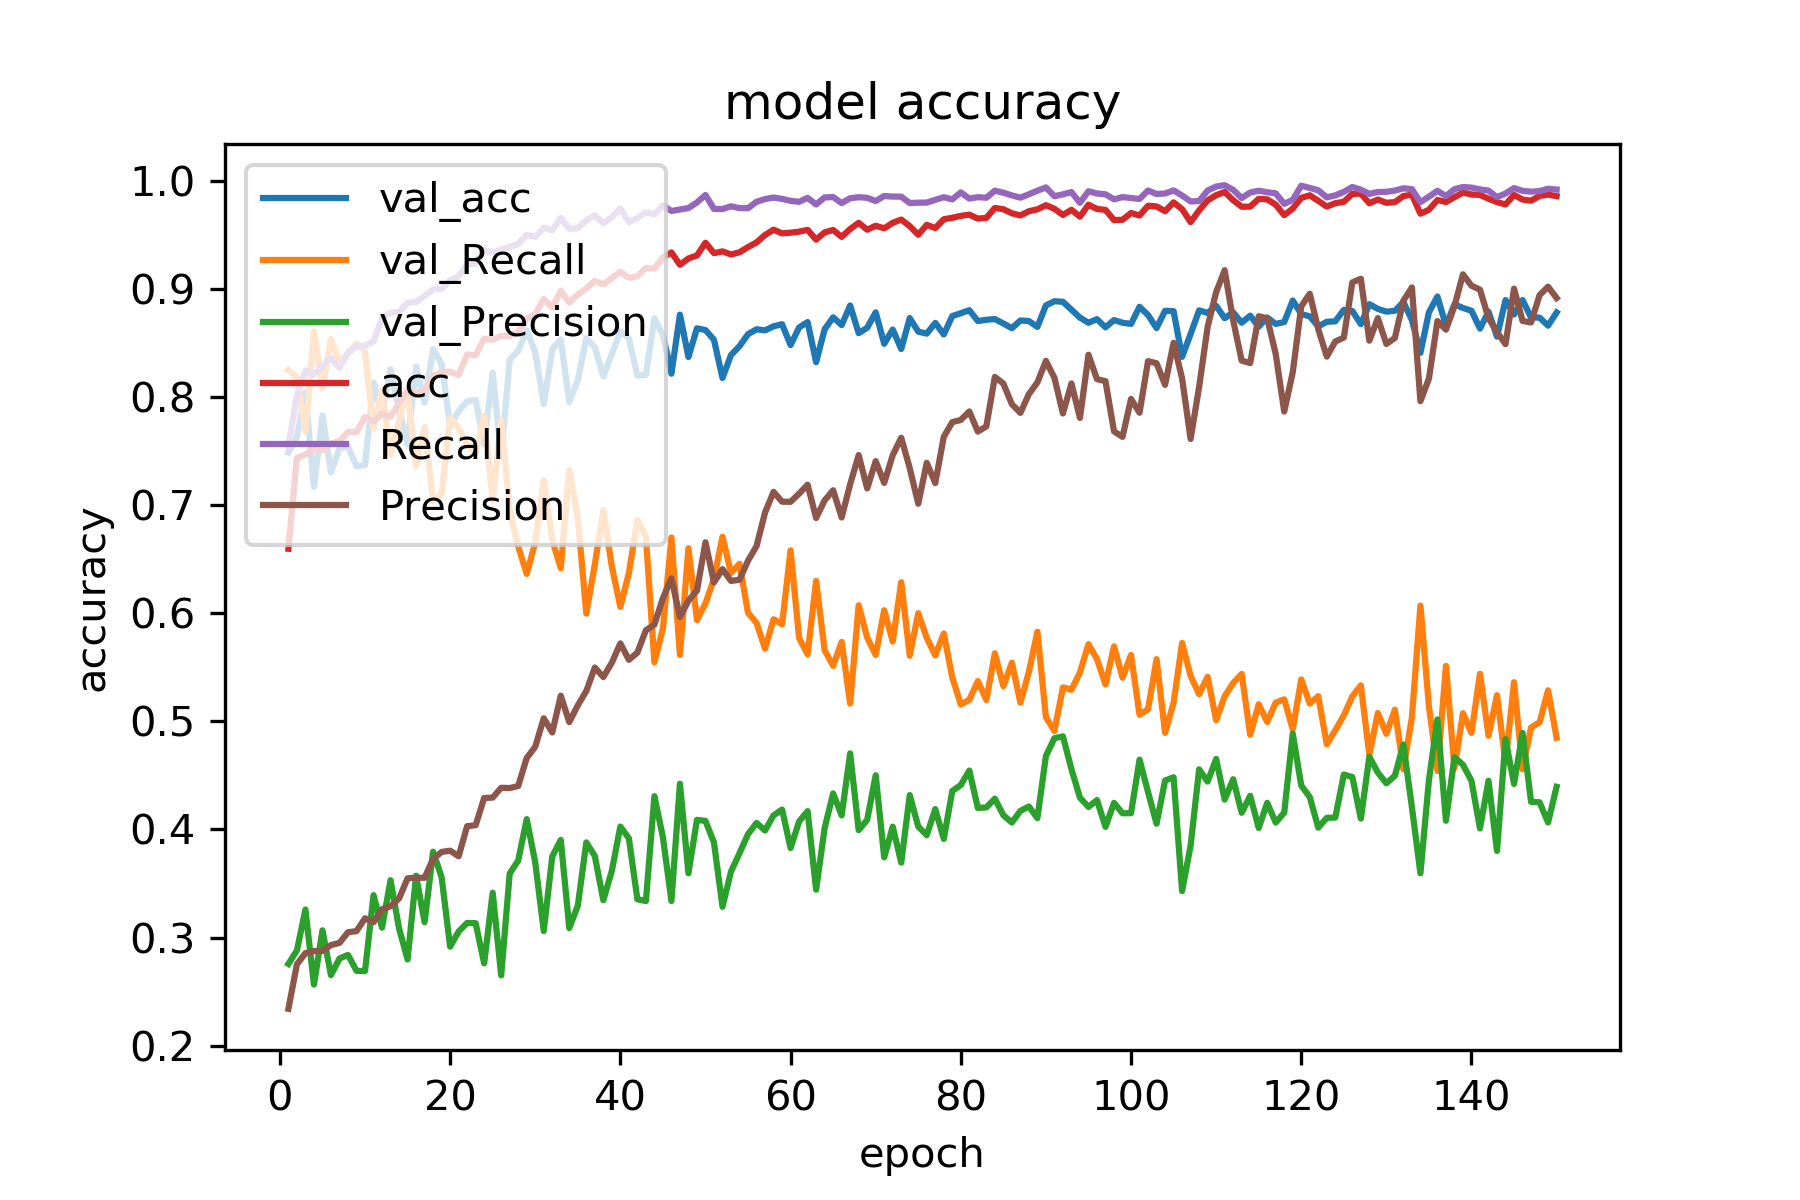 model accuracy
accuracy
1.0
0.9
0.8
0.7
0.6
0.5
0.4
0.3
0.2
val_acc
val_Recall
val_Precision
acc
Recall
Precision
0 20 40 60 80 100 120 140
epoch